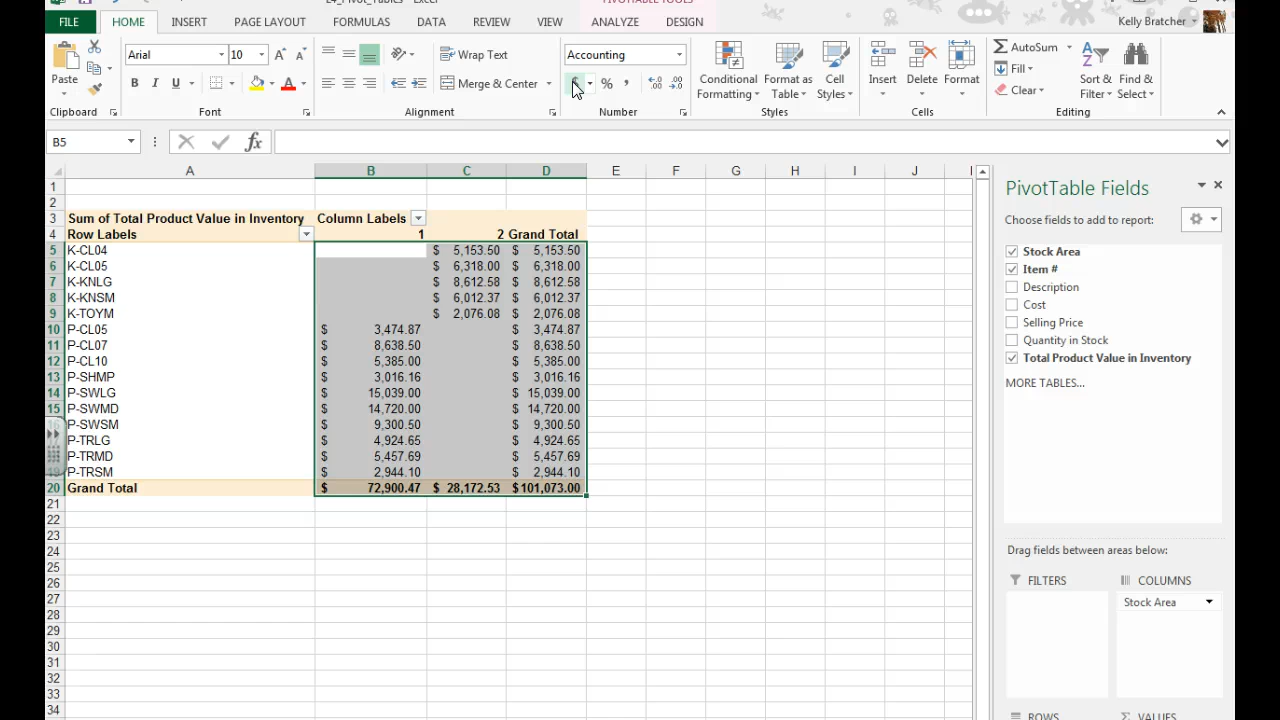 L4_Pivot_Tables - Excel
PIVOTTABLE TOOLS
FILE HOME INSERT PAGE LAYOUT FORMULAS DATA REVIEW VIEW ANALYZE DESIGN Kelly Bratcher
Paste
Arial 10
Wrap Text
Accounting
B I U
Merge & Center
% ,
Conditional Formatting
Format as Table
Cell Styles
Insert Delete Format
AutoSum
Fill
Clear
Sort & Filter
Find & Select
Clipboard Font Alignment Number Styles Cells Editing
B5 fx
A B C D E F G H I J
1
2
3 Sum of Total Product Value in Inventory Column Labels
4 Row Labels 1 2 Grand Total
5 K-CL04 $ 5,153.50 $ 5,153.50
6 K-CL05 $ 6,318.00 $ 6,318.00
7 K-KNLG $ 8,612.58 $ 8,612.58
8 K-KNSM $ 6,012.37 $ 6,012.37
9 K-TOYM $ 2,076.08 $ 2,076.08
10 P-CL05 $ 3,474.87 $ 3,474.87
11 P-CL07 $ 8,638.50 $ 8,638.50
12 P-CL10 $ 5,385.00 $ 5,385.00
13 P-SHMP $ 3,016.16 $ 3,016.16
14 P-SWLG $ 15,039.00 $ 15,039.00
15 P-SWMD $ 14,720.00 $ 14,720.00
P-SWSM $ 9,300.50 $ 9,300.50
P-TRLG $ 4,924.65 $ 4,924.65
P-TRMD $ 5,457.69 $ 5,457.69
P-TRSM $ 2,944.10 $ 2,944.10
20 Grand Total $ 72,900.47 $ 28,172.53 $101,073.00
21
22
23
24
25
26
27
28
29
30
31
32
33
34
PivotTable Fields
Choose fields to add to report:
Stock Area
Item #
Description
Cost
Selling Price
Quantity in Stock
Total Product Value in Inventory
MORE TABLES...
Drag fields between areas below:
FILTERS COLUMNS
Stock Area
ROWS Σ VALUES